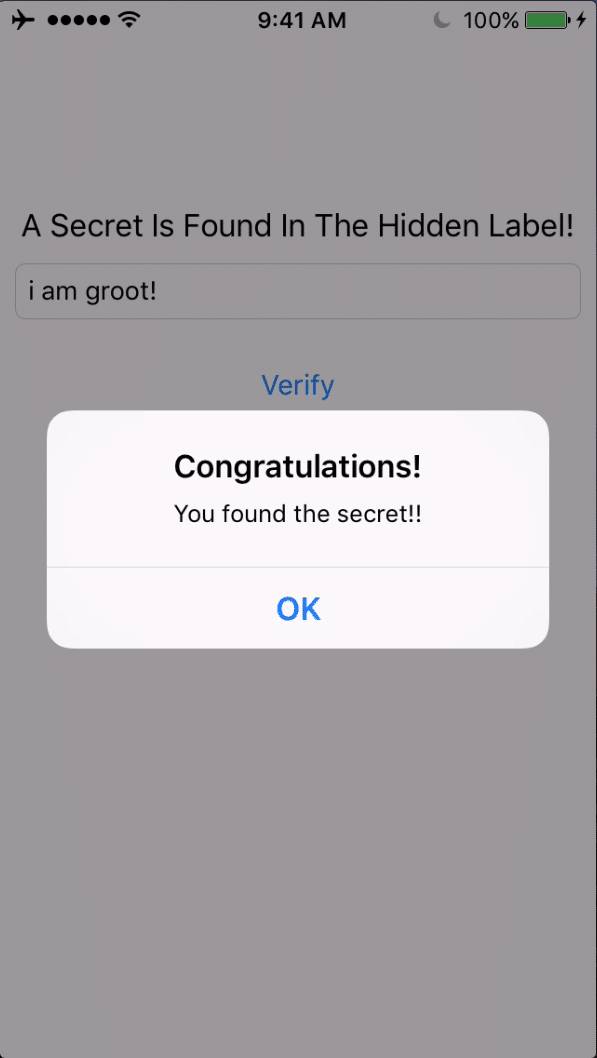 9:41 AM 100%
A Secret Is Found In The Hidden Label!
i am groot!
Verify
Congratulations!
You found the secret!!
OK